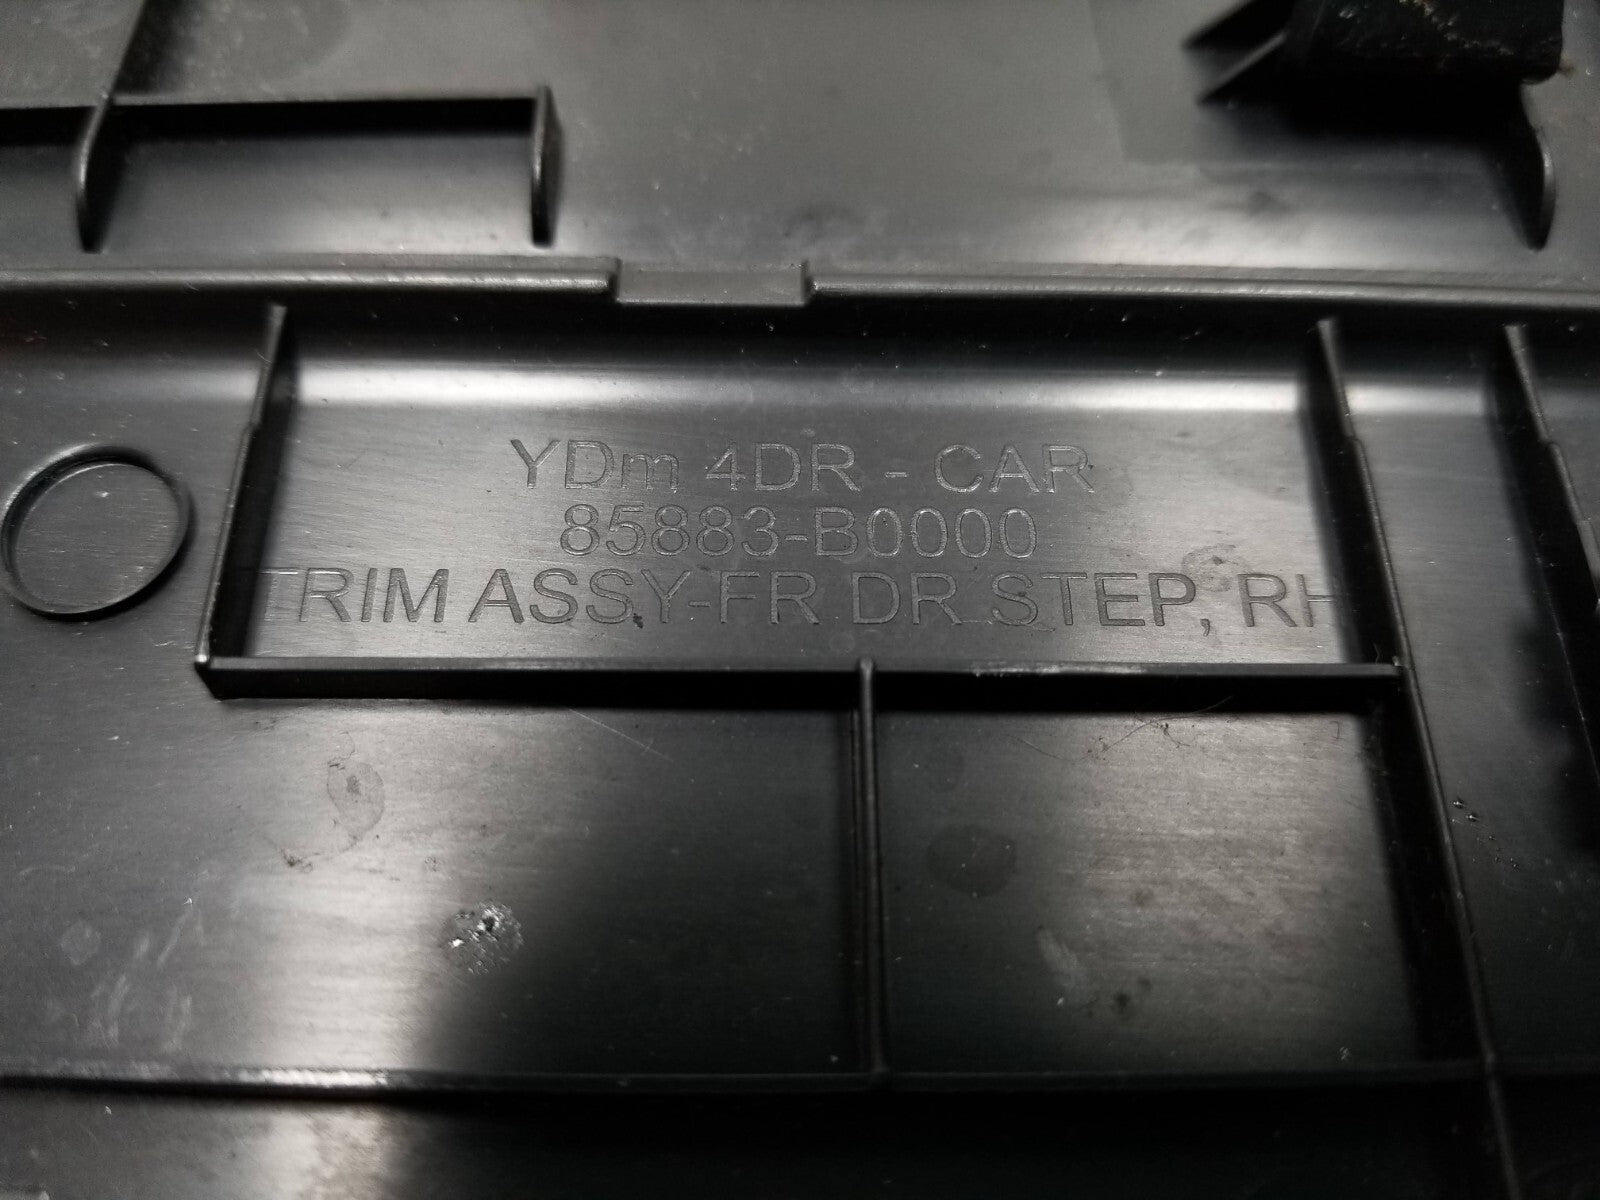 YDm 4DR - CAR
85883-B0000
TRIM ASSY-FR DR STEP, RH